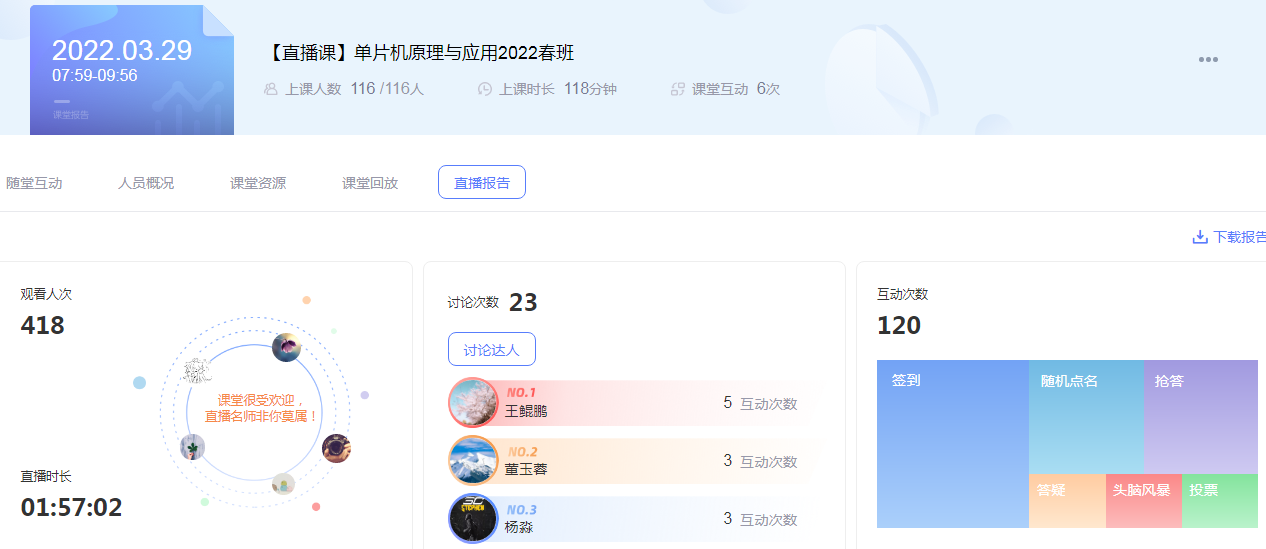 2022.03.29
07:59-09:56
课堂报告
【直播课】单片机原理与应用2022春班
上课人数 116 /116人
上课时长 118分钟
课堂互动 6次
随堂互动
人员概况
课堂资源
课堂回放
直播报告
下载报告
观看人次
418
课堂很受欢迎，
直播名师非你莫属！
直播时长
01:57:02
讨论次数 23
讨论达人
NO.1
王鲲鹏
5 互动次数
NO.2
董玉蓉
3 互动次数
NO.3
杨淼
3 互动次数
互动次数
120
签到
随机点名
抢答
答疑
头脑风暴
投票